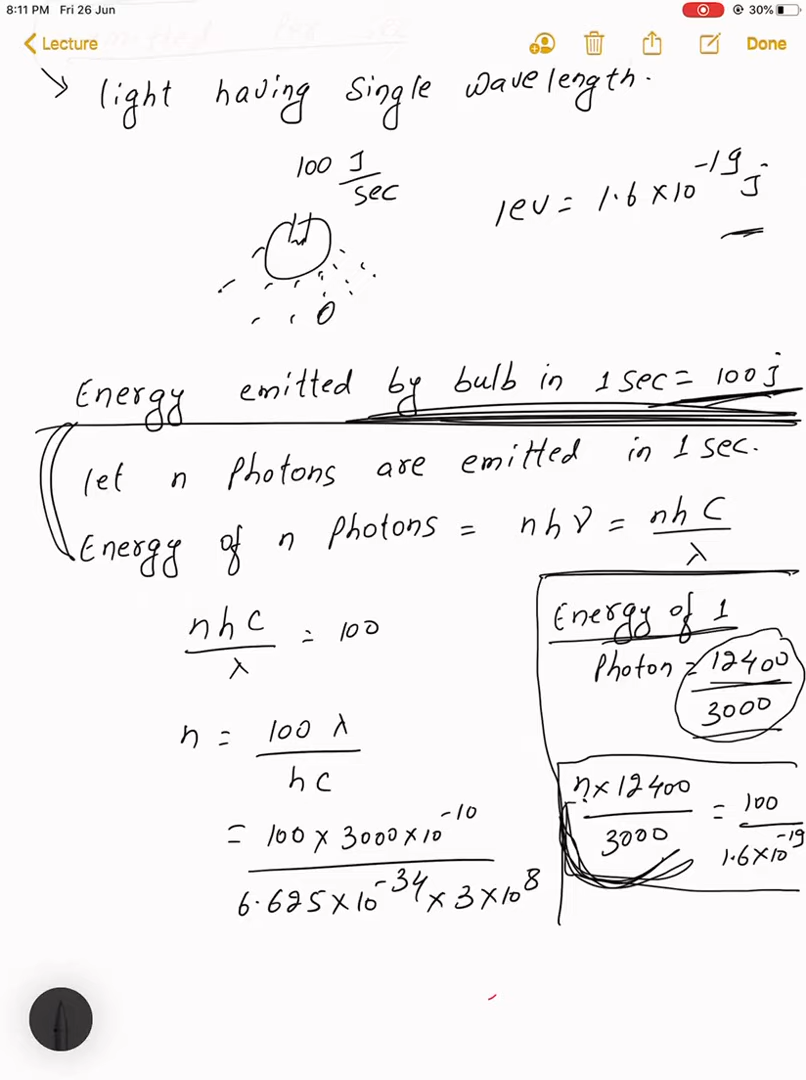 8:11 PM Fri 26 Jun
30%
Lecture
Done
light having single wavelength.
100 J/sec
1eV = 1.6 × 10^-19 J
Energy emitted by bulb in 1 sec = 100 J
let n Photons are emitted in 1 sec.
Energy of n Photons = nhν = nhC/λ
nhC/λ = 100
Energy of 1
Photon = 12400/3000
n = 100 λ/hC
n × 12400/3000 = 100/1.6×10^-19
= 100 × 3000 × 10^-10/6.625 × 10^-34 × 3 × 10^8